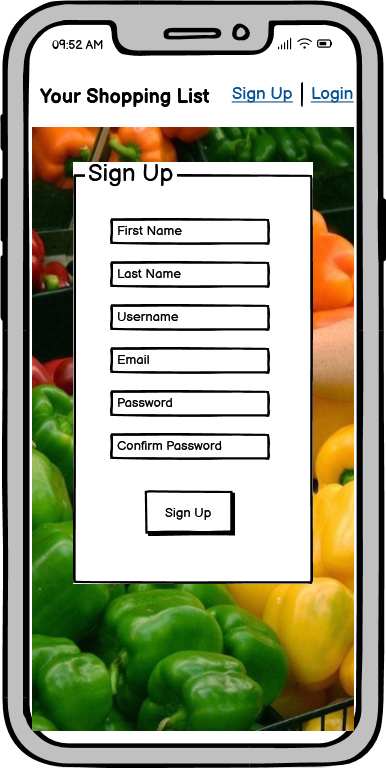 09:52 AM
Your Shopping List Sign Up | Login
Sign Up
First Name
Last Name
Username
Email
Password
Confirm Password
Sign Up